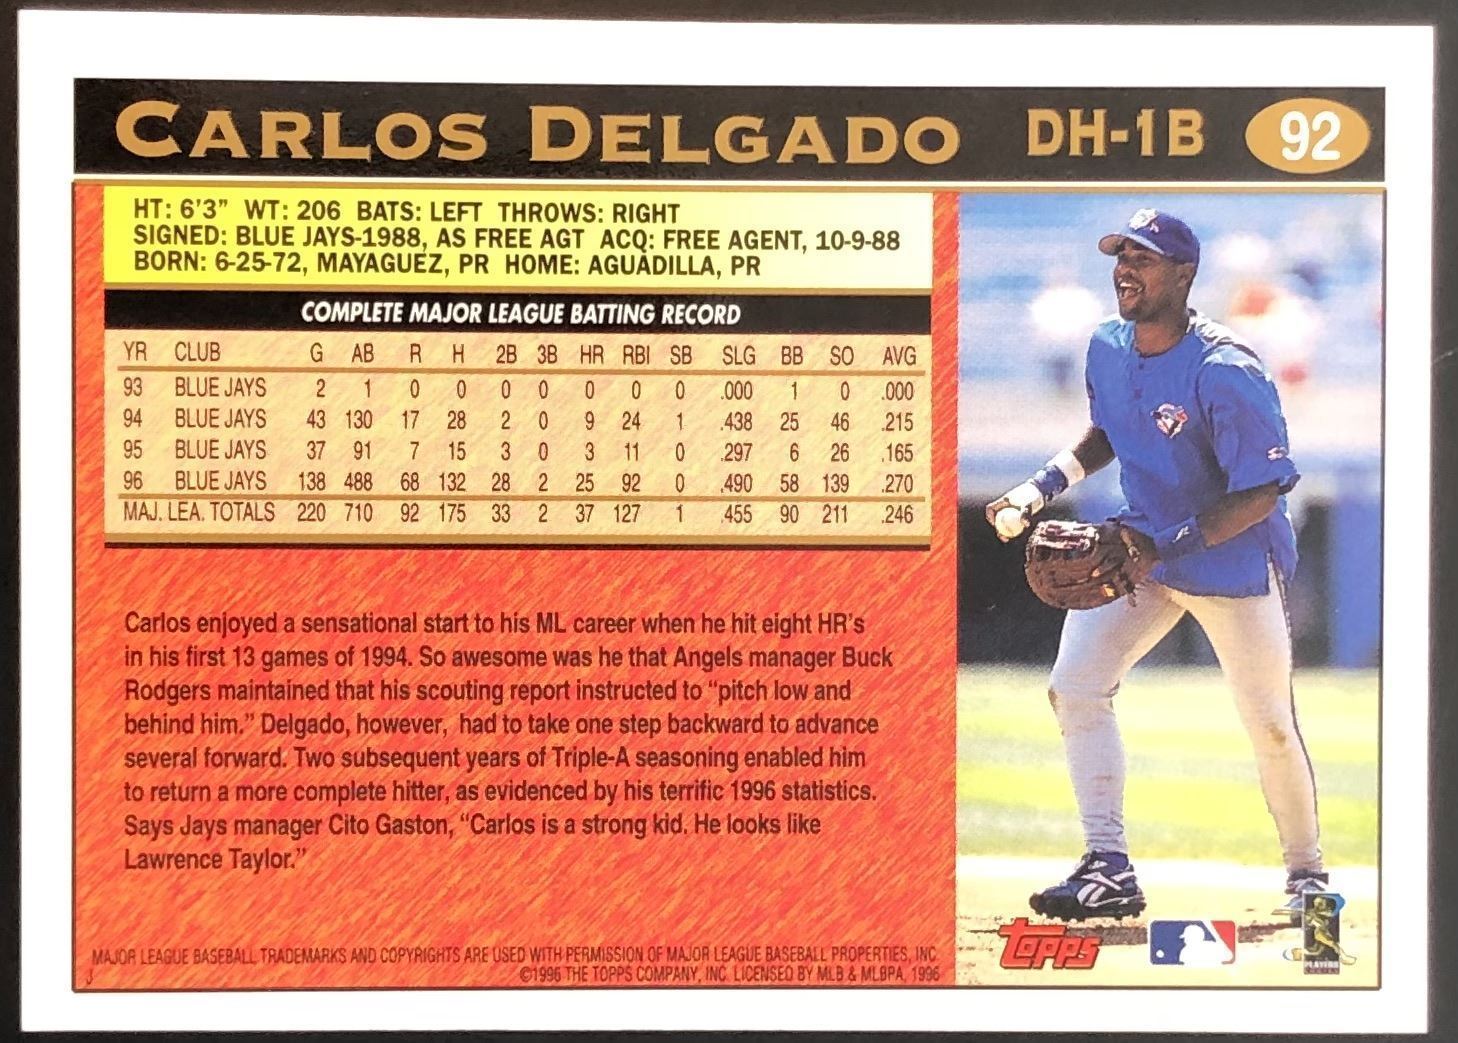 CARLOS DELGADO DH-1B 92
HT: 6'3" WT: 206 BATS: LEFT THROWS: RIGHT
SIGNED: BLUE JAYS-1988, AS FREE AGT ACQ: FREE AGENT, 10-9-88
BORN: 6-25-72, MAYAGUEZ, PR HOME: AGUADILLA, PR
COMPLETE MAJOR LEAGUE BATTING RECORD
YR CLUB G AB R H 2B 3B HR RBI SB SLG BB SO AVG
93 BLUE JAYS 2 1 0 0 0 0 0 0 0 .000 1 0 .000
94 BLUE JAYS 43 130 17 28 2 0 9 24 1 .438 25 46 .215
95 BLUE JAYS 37 91 7 15 3 0 3 11 0 .297 6 26 .165
96 BLUE JAYS 138 488 68 132 28 2 25 92 0 .490 58 139 .270
MAJ. LEA. TOTALS 220 710 92 175 33 2 37 127 1 .455 90 211 .246
Carlos enjoyed a sensational start to his ML career when he hit eight HR's
in his first 13 games of 1994. So awesome was he that Angels manager Buck
Rodgers maintained that his scouting report instructed to "pitch low and
behind him." Delgado, however, had to take one step backward to advance
several forward. Two subsequent years of Triple-A seasoning enabled him
to return a more complete hitter, as evidenced by his terrific 1996 statistics.
Says Jays manager Cito Gaston, "Carlos is a strong kid. He looks like
Lawrence Taylor."
MAJOR LEAGUE BASEBALL TRADEMARKS AND COPYRIGHTS ARE USED WITH PERMISSION OF MAJOR LEAGUE BASEBALL PROPERTIES, INC.
J ©1996 THE TOPPS COMPANY, INC. LICENSED BY MLB & MLBPA, 1996
Topps
PLAYERS